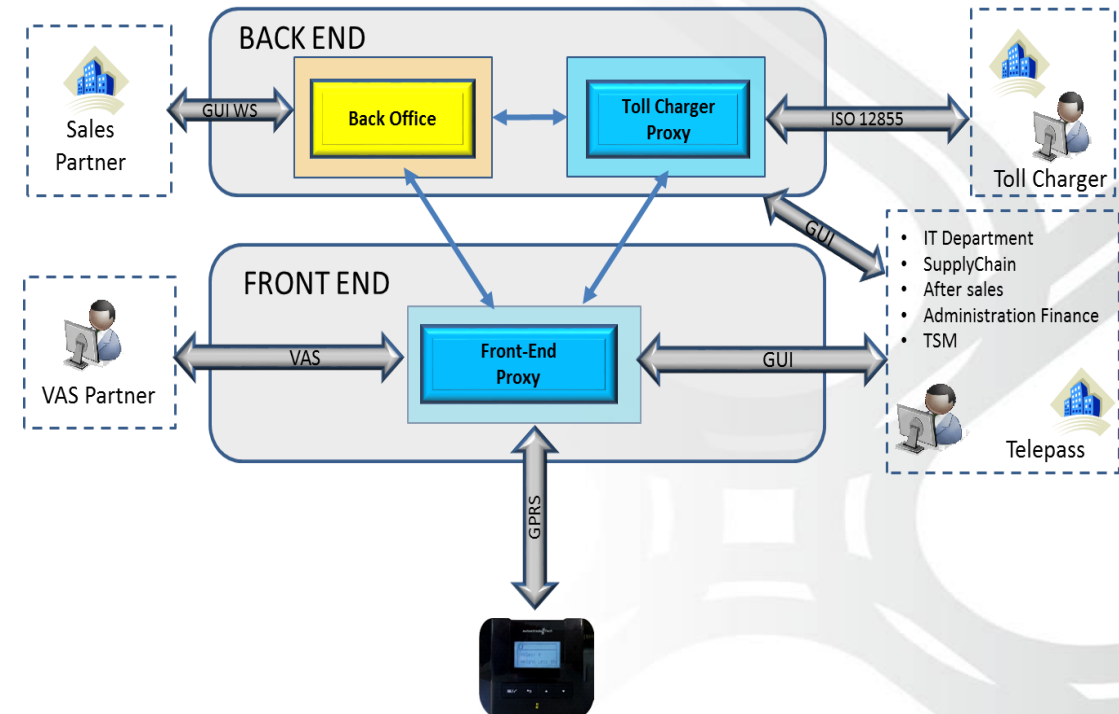 BACK END
Sales
Partner
GUI WS
Back Office
Toll Charger
Proxy
ISO 12855
Toll Charger
GUI
• IT Department
• SupplyChain
• After sales
• Administration Finance
• TSM
Telepass
FRONT END
VAS Partner
VAS
Front-End
Proxy
GUI
GPRS